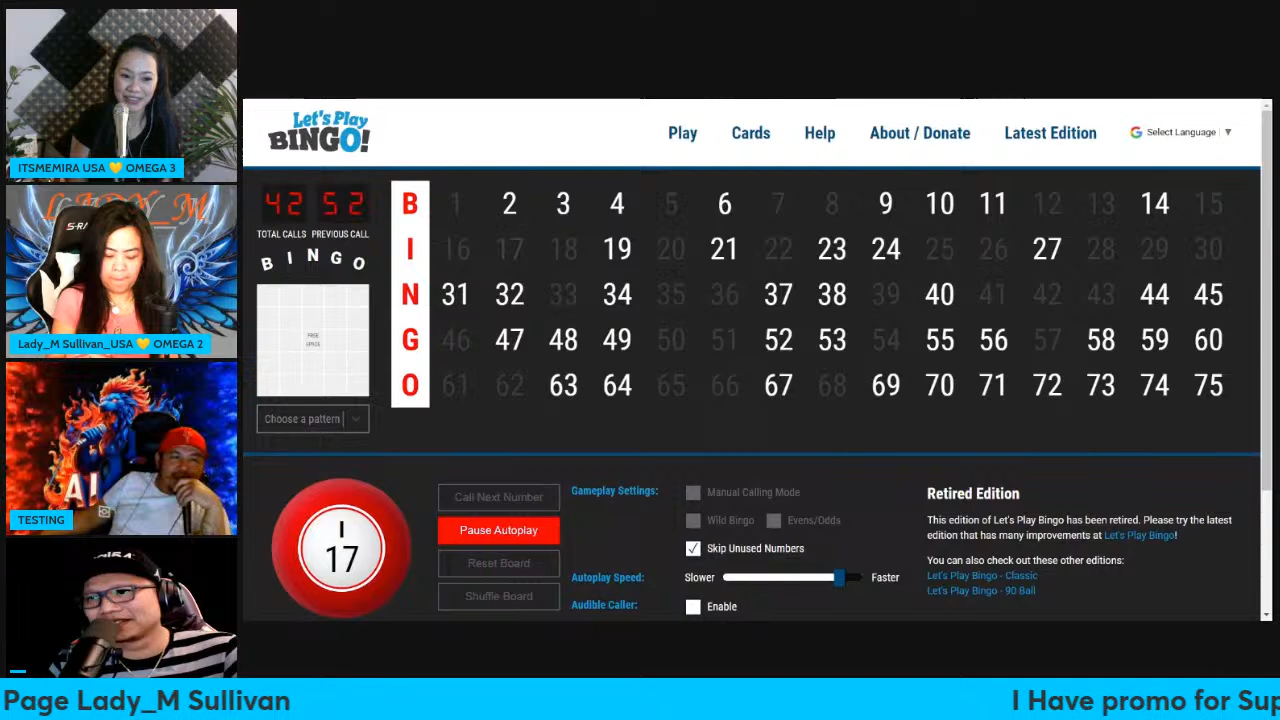 ITSMEMIRA USA 💛 OMEGA 3
LADY_M
Lady_M Sullivan_USA 💛 OMEGA 2
AI
TESTING
Let's Play
BINGO!
Play Cards Help About / Donate Latest Edition Select Language ▼
42 52
TOTAL CALLS PREVIOUS CALL
B I N G O
FREE
SPACE
Choose a pattern
B 1 2 3 4 5 6 7 8 9 10 11 12 13 14 15
I 16 17 18 19 20 21 22 23 24 25 26 27 28 29 30
N 31 32 33 34 35 36 37 38 39 40 41 42 43 44 45
G 46 47 48 49 50 51 52 53 54 55 56 57 58 59 60
O 61 62 63 64 65 66 67 68 69 70 71 72 73 74 75
I
17
Call Next Number
Pause Autoplay
Reset Board
Shuffle Board
Gameplay Settings:
Manual Calling Mode
Wild Bingo Evens/Odds
Skip Unused Numbers
Autoplay Speed: Slower Faster
Audible Caller: Enable
Retired Edition
This edition of Let's Play Bingo has been retired. Please try the latest
edition that has many improvements at Let's Play Bingo!
You can also check out these other editions:
Let's Play Bingo - Classic
Let's Play Bingo - 90 Ball
Page Lady_M Sullivan I Have promo for Sup